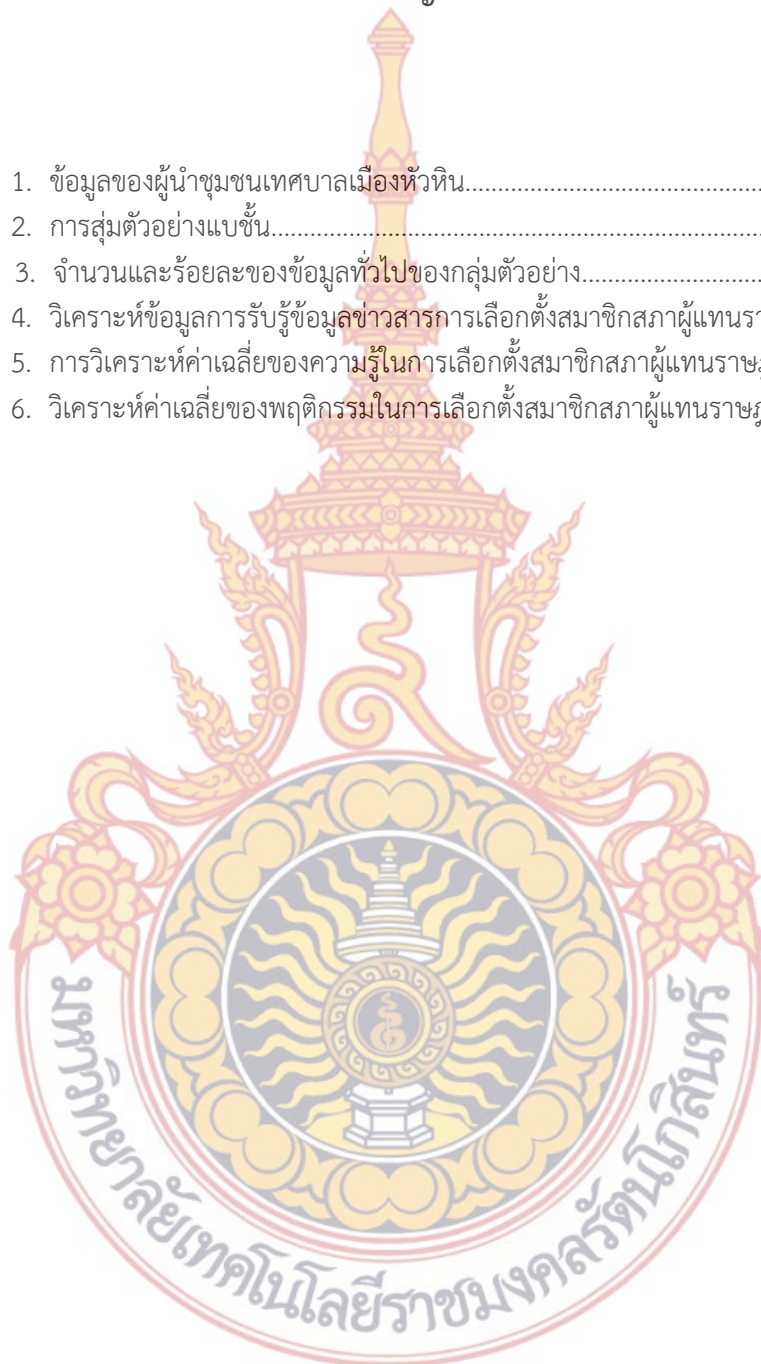 1. ข้อมูลของผู้นำชุมชนเทศบาลเมืองหัวหิน...........................................................................
2. การสุ่มตัวอย่างแบชั้น...........................................................................
3. จำนวนและร้อยละของข้อมูลทั่วไปของกลุ่มตัวอย่าง.......................................
4. วิเคราะห์ข้อมูลการรับรู้ข้อมูลข่าวสารการเลือกตั้งสมาชิกสภาผู้แทนรา
5. การวิเคราะห์ค่าเฉลี่ยของความรู้ในการเลือกตั้งสมาชิกสภาผู้แทนราษฎ
6. วิเคราะห์ค่าเฉลี่ยของพฤติกรรมในการเลือกตั้งสมาชิกสภาผู้แทนราษฎ
มหาวิทยาลัยเทคโนโลยีราชมงคลรัตนโกสินทร์